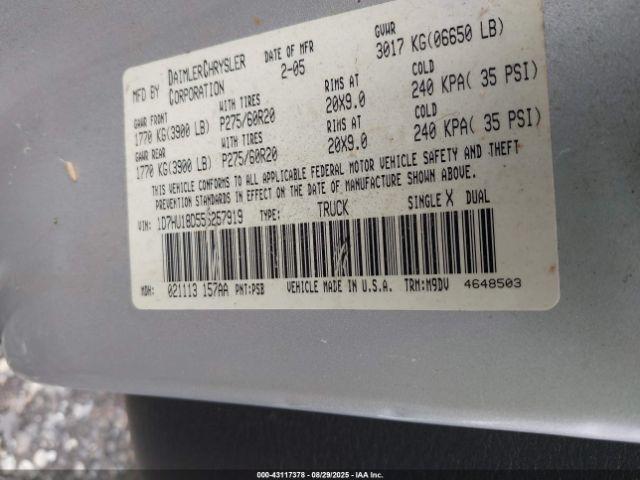 MFD BY DAIMLERCHRYSLER CORPORATION DATE OF MFR 2-05 GVWR 3017 KG(06650 LB)
GAWR FRONT WITH TIRES RIMS AT COLD
1770 KG(3900 LB) P275/60R20 20X9.0 240 KPA( 35 PSI)
GAWR REAR WITH TIRES RIMS AT COLD
1770 KG(3900 LB) P275/60R20 20X9.0 240 KPA( 35 PSI)
THIS VEHICLE CONFORMS TO ALL APPLICABLE FEDERAL MOTOR VEHICLE SAFETY AND THEFT
PREVENTION STANDARDS IN EFFECT ON THE DATE OF MANUFACTURE SHOWN ABOVE.
VIN: TYPE: TRUCK SINGLE X DUAL
MDH: 021113 157AA PNT:PSB VEHICLE MADE IN U.S.A. TRM:M9DV 4648503
000-43117378 - 08/29/2025 - IAA Inc.